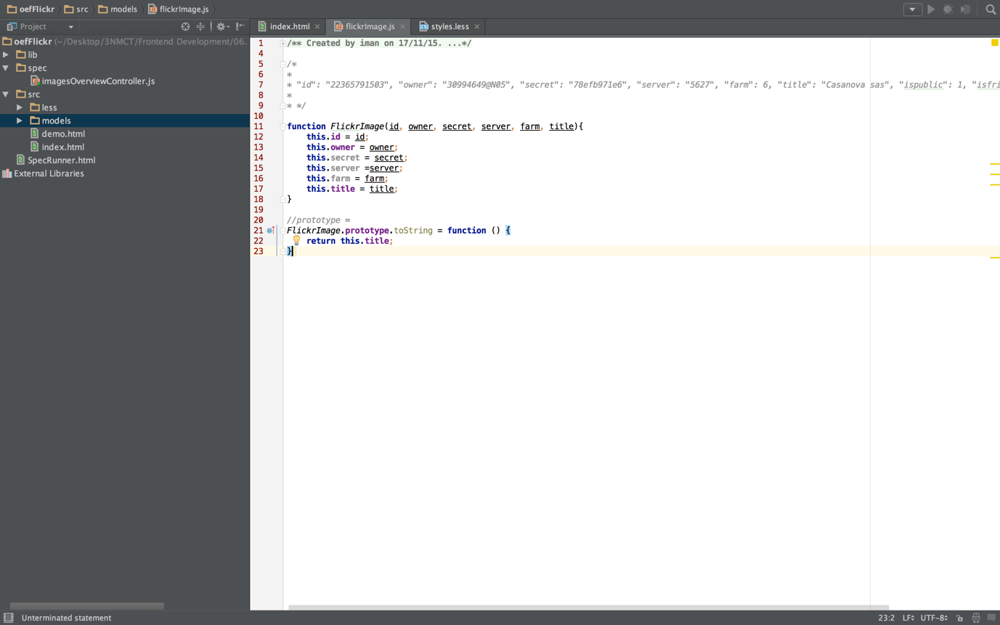 oefFlickr src models flickrImage.js
Project
index.html flickrImage.js styles.less
oefFlickr (~/Desktop/3NMCT/Frontend Development/06.
lib
spec
imagesOverviewController.js
src
less
models
demo.html
index.html
SpecRunner.html
External Libraries
1 /** Created by iman on 17/11/15. ...*/
4
5 /*
6 *
7 * "id": "22365791503", "owner": "30994649@N05", "secret": "78efb971e6", "server": "5627", "farm": 6, "title": "Casanova sas", "ispublic": 1, "isfri
8 *
9 * */
10
11 function FlickrImage(id, owner, secret, server, farm, title){
12 this.id = id;
13 this.owner = owner;
14 this.secret = secret;
15 this.server =server;
16 this.farm = farm;
17 this.title = title;
18 }
19
20 //prototype =
21 FlickrImage.prototype.toString = function () {
22 return this.title;
23 }
Unterminated statement 23:2 LF UTF-8